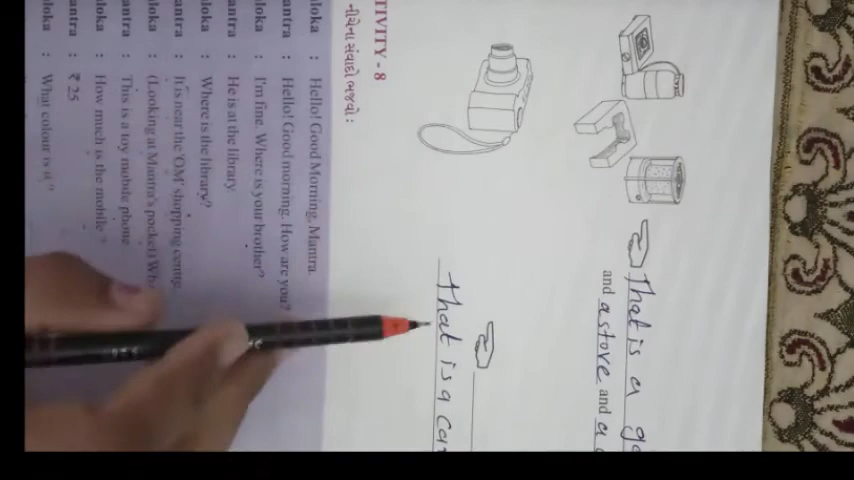 That is a
and a stove and a
That is a
TIVITY - 8
નીચેના સંવાદો ભજવો :
loka : Hello! Good Morning, Mantra.
antra : Hello! Good morning. How are you?
loka : I'm fine. Where is your brother?
antra : He is at the library.
loka : Where is the library?
antra : It is near the 'OM' shopping centre.
loka : (Looking at Mantra's pocket)
antra : This is a toy mobile phone
loka : How much is the mobile ?
antra : ₹ 25
loka : What colour is it